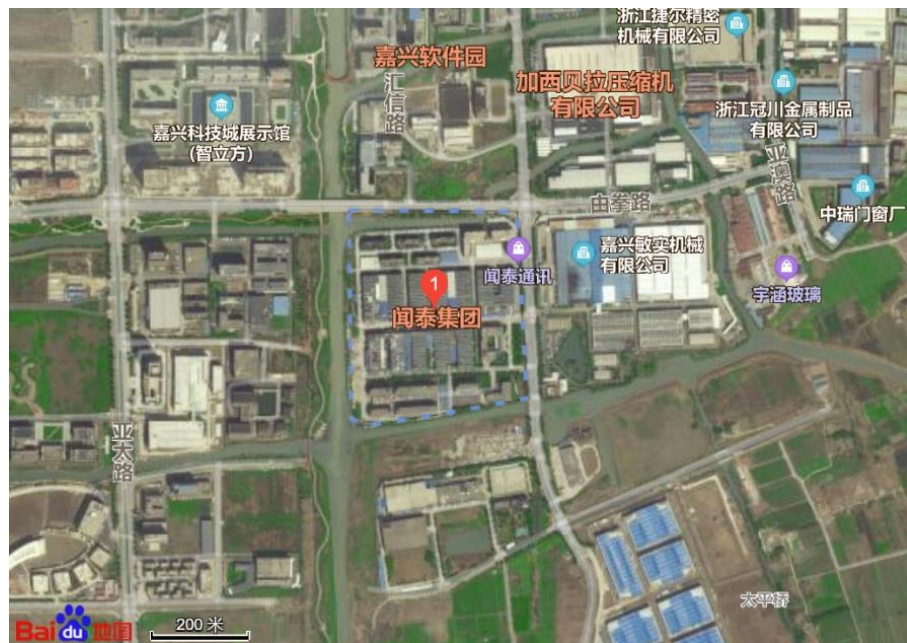 浙江捷尔精密
机械有限公司
嘉兴软件园
汇信路
加西贝拉压缩机
有限公司
嘉兴科技城展示馆
(智立方)
浙江冠川金属制品
有限公司
亚澳路
由拳路
中瑞门窗厂
闻泰通讯
嘉兴敏实机械
有限公司
1
闻泰集团
宇涵玻璃
亚太路
太平桥
Bai du 地图
200 米